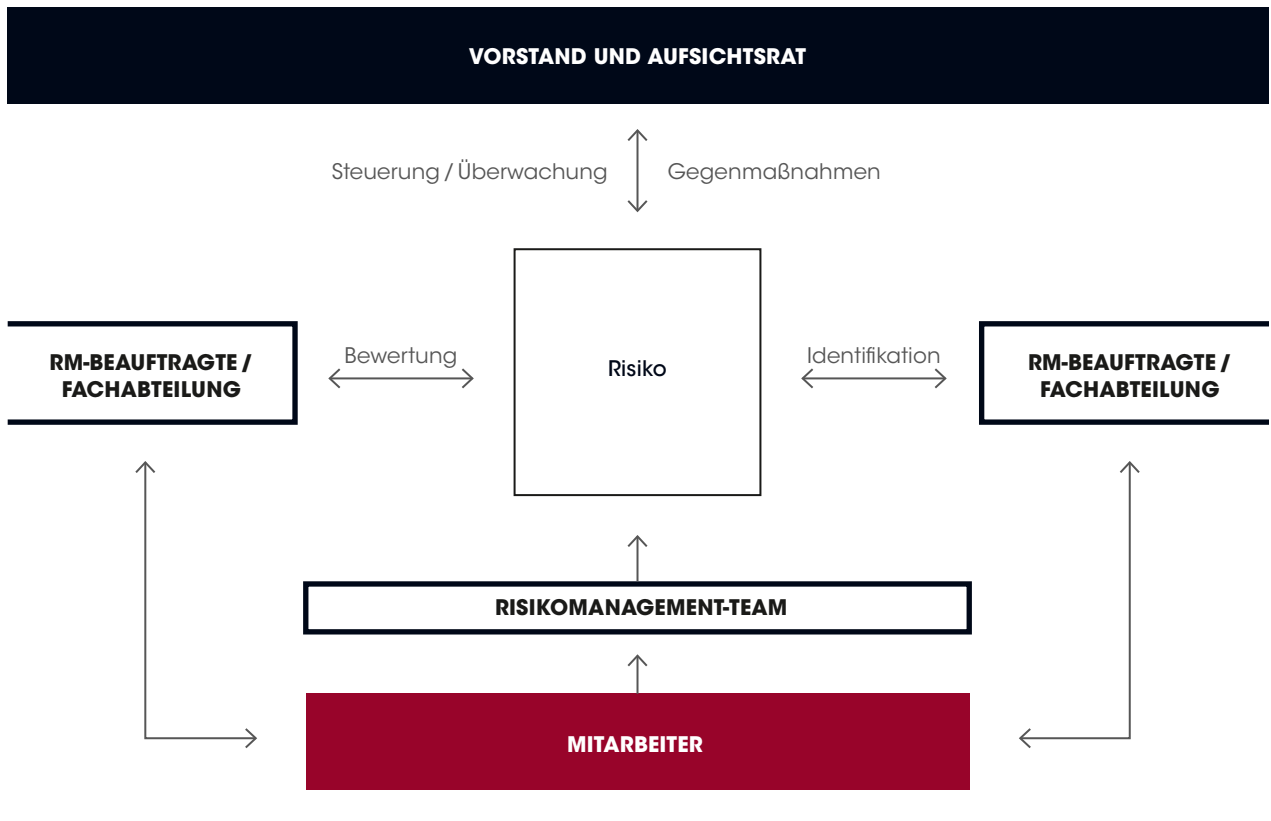 VORSTAND UND AUFSICHTSRAT
Steuerung / Überwachung
Gegenmaßnahmen
RM-BEAUFTRAGTE /
FACHABTEILUNG
Bewertung
Risiko
Identifikation
RM-BEAUFTRAGTE /
FACHABTEILUNG
RISIKOMANAGEMENT-TEAM
MITARBEITER